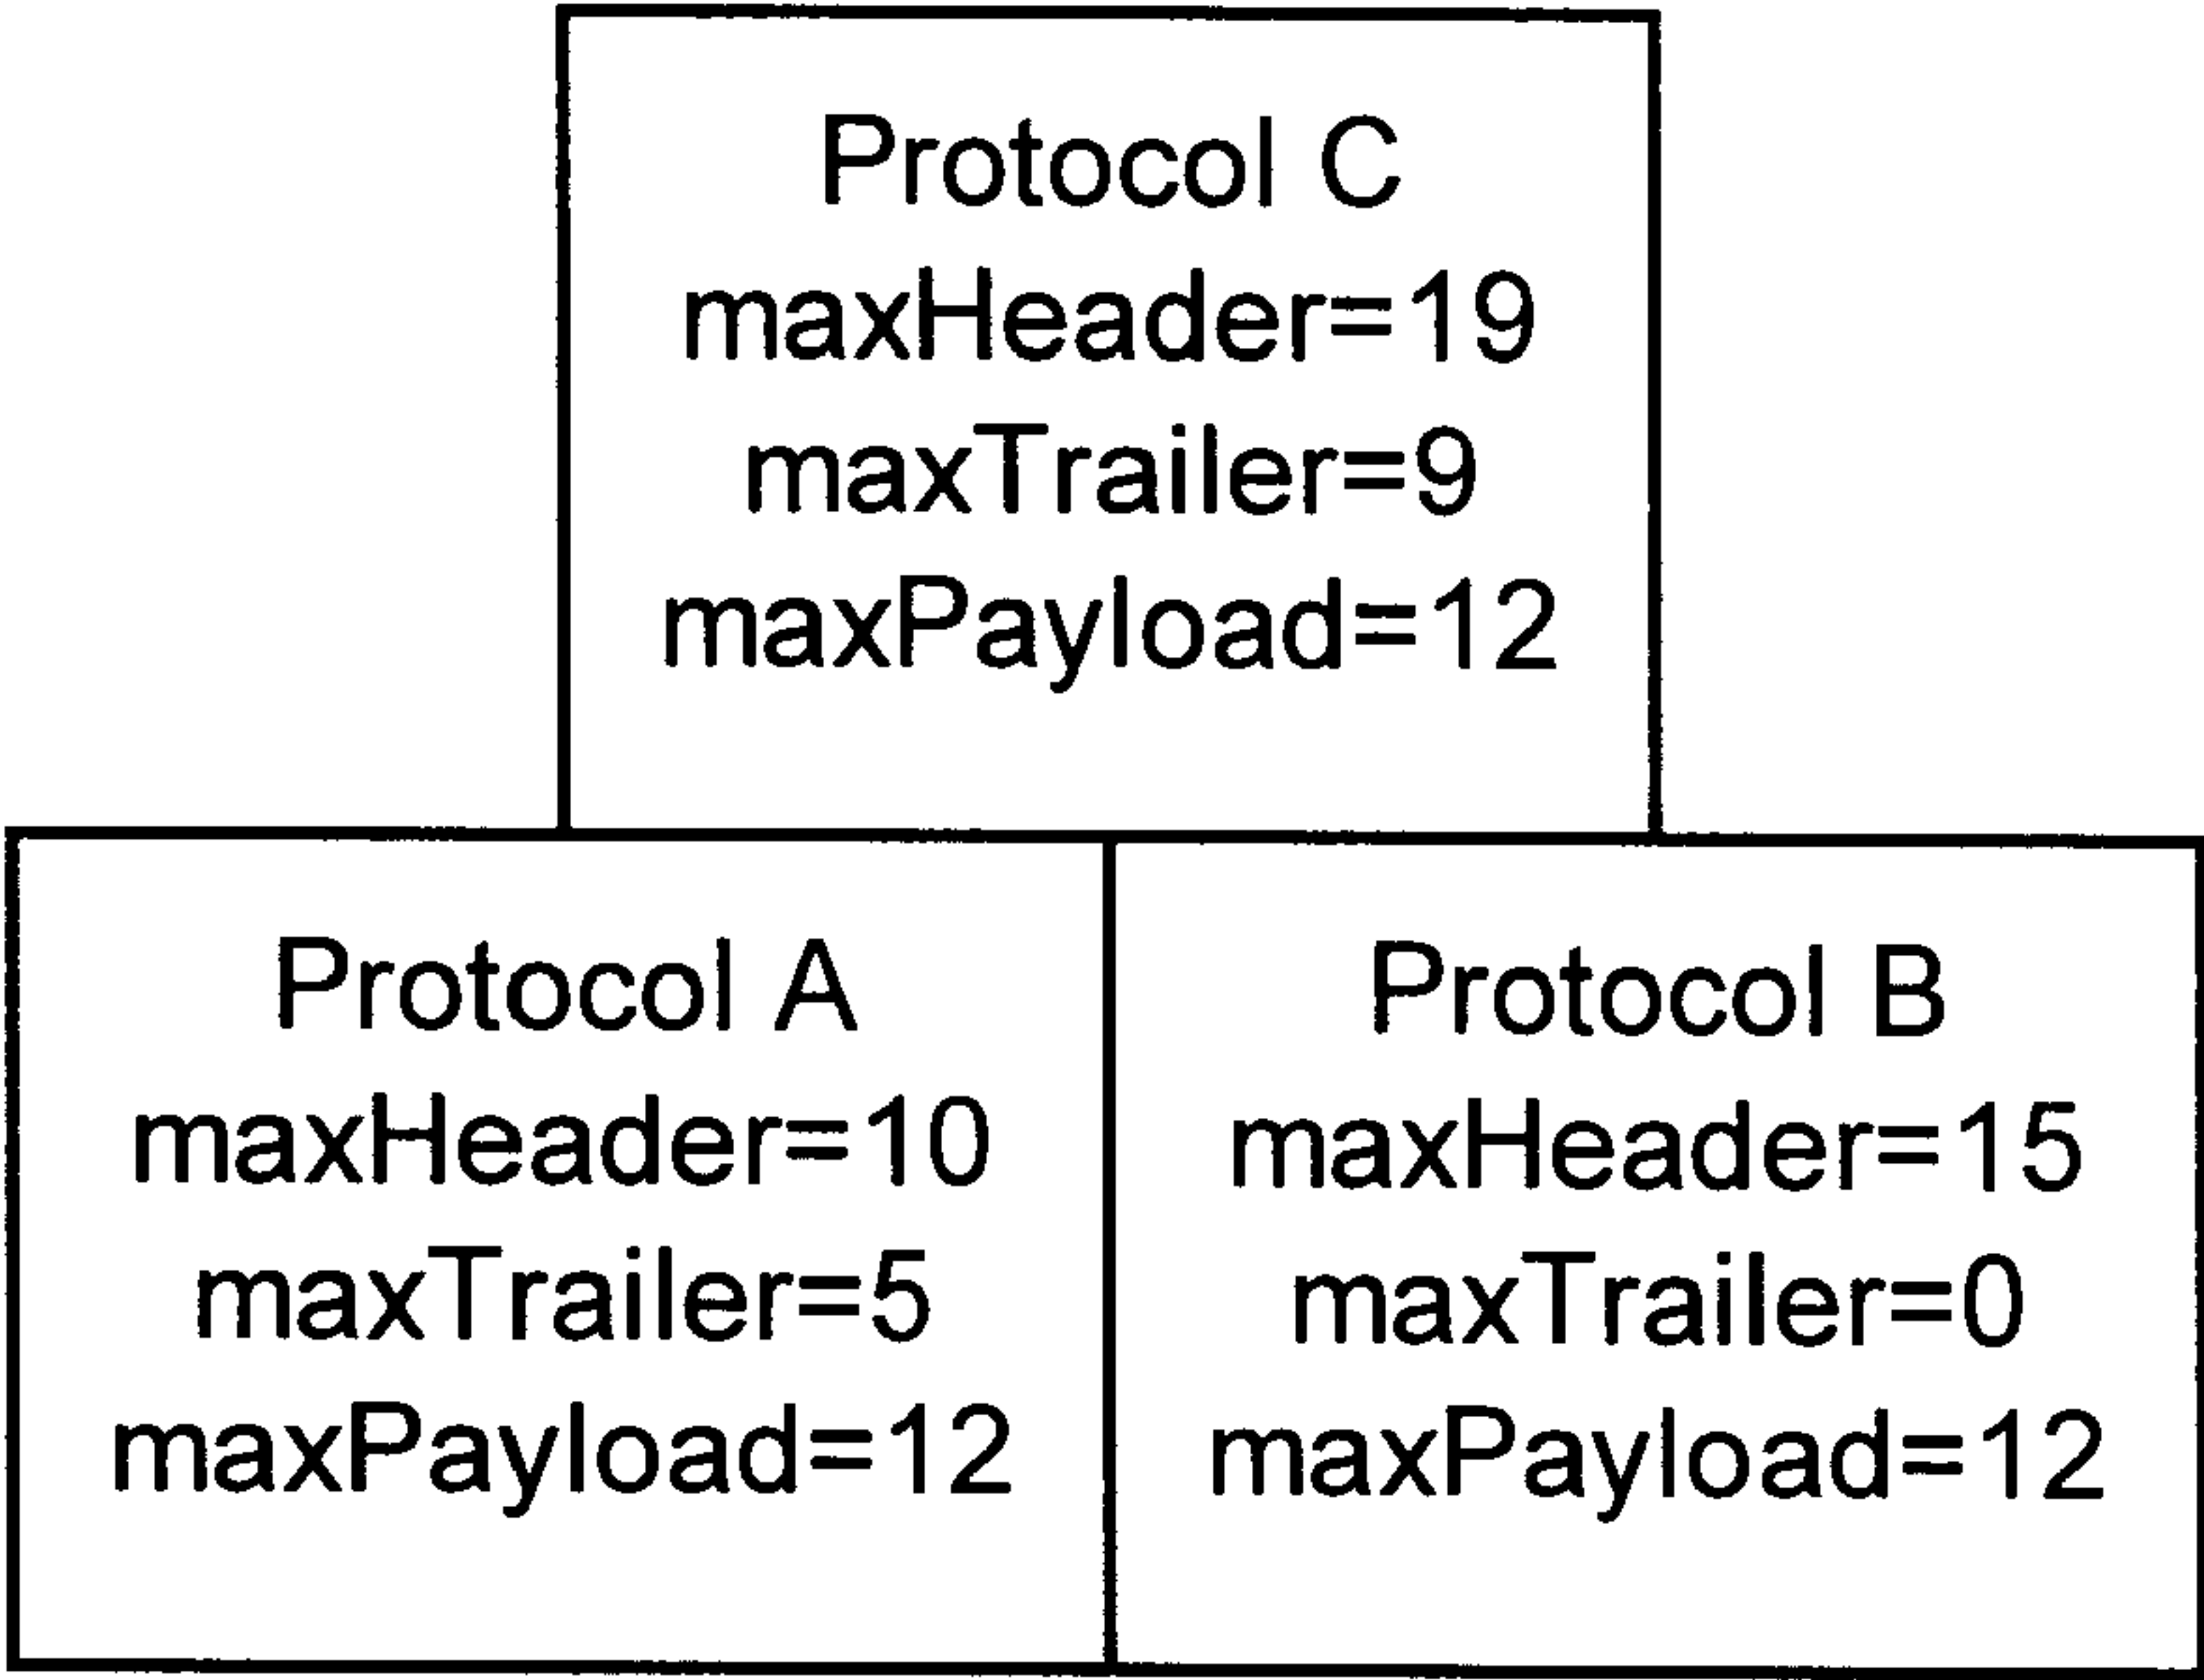 Protocol C
maxHeader=19
maxTrailer=9
maxPayload=12
Protocol A
maxHeader=10
maxTrailer=5
maxPayload=12
Protocol B
maxHeader=15
maxTrailer=0
maxPayload=12